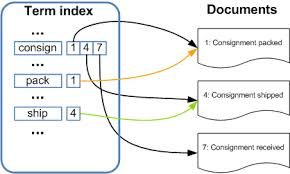 Term index
...
consign 1 4 7
...
pack 1
...
ship 4
...
Documents
1: Consignment packed
4: Consignment shipped
7: Consignment received